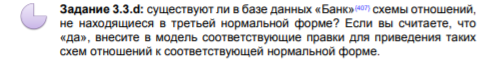 Задание 3.3.d: существуют ли в базе данных «Банк»{407} схемы отношений,
не находящиеся в третьей нормальной форме? Если вы считаете, что
«да», внесите в модель соответствующие правки для приведения таких
схем отношений к соответствующей нормальной форме.